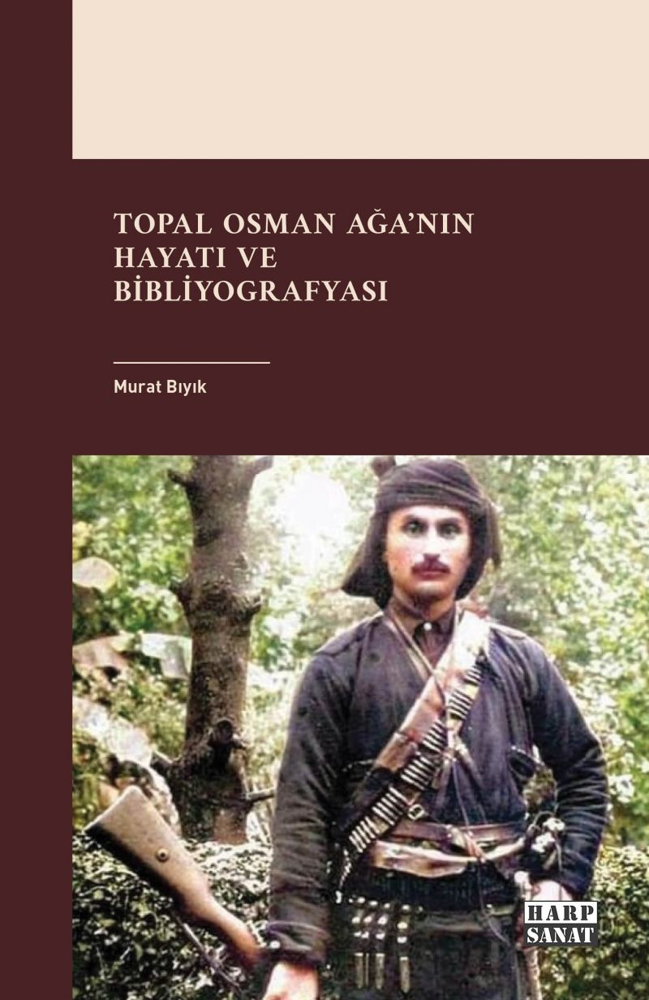 TOPAL OSMAN AĞA’NIN
HAYATI VE
BİBLİYOGRAFYASI
Murat Bıyık
HARP
SANAT